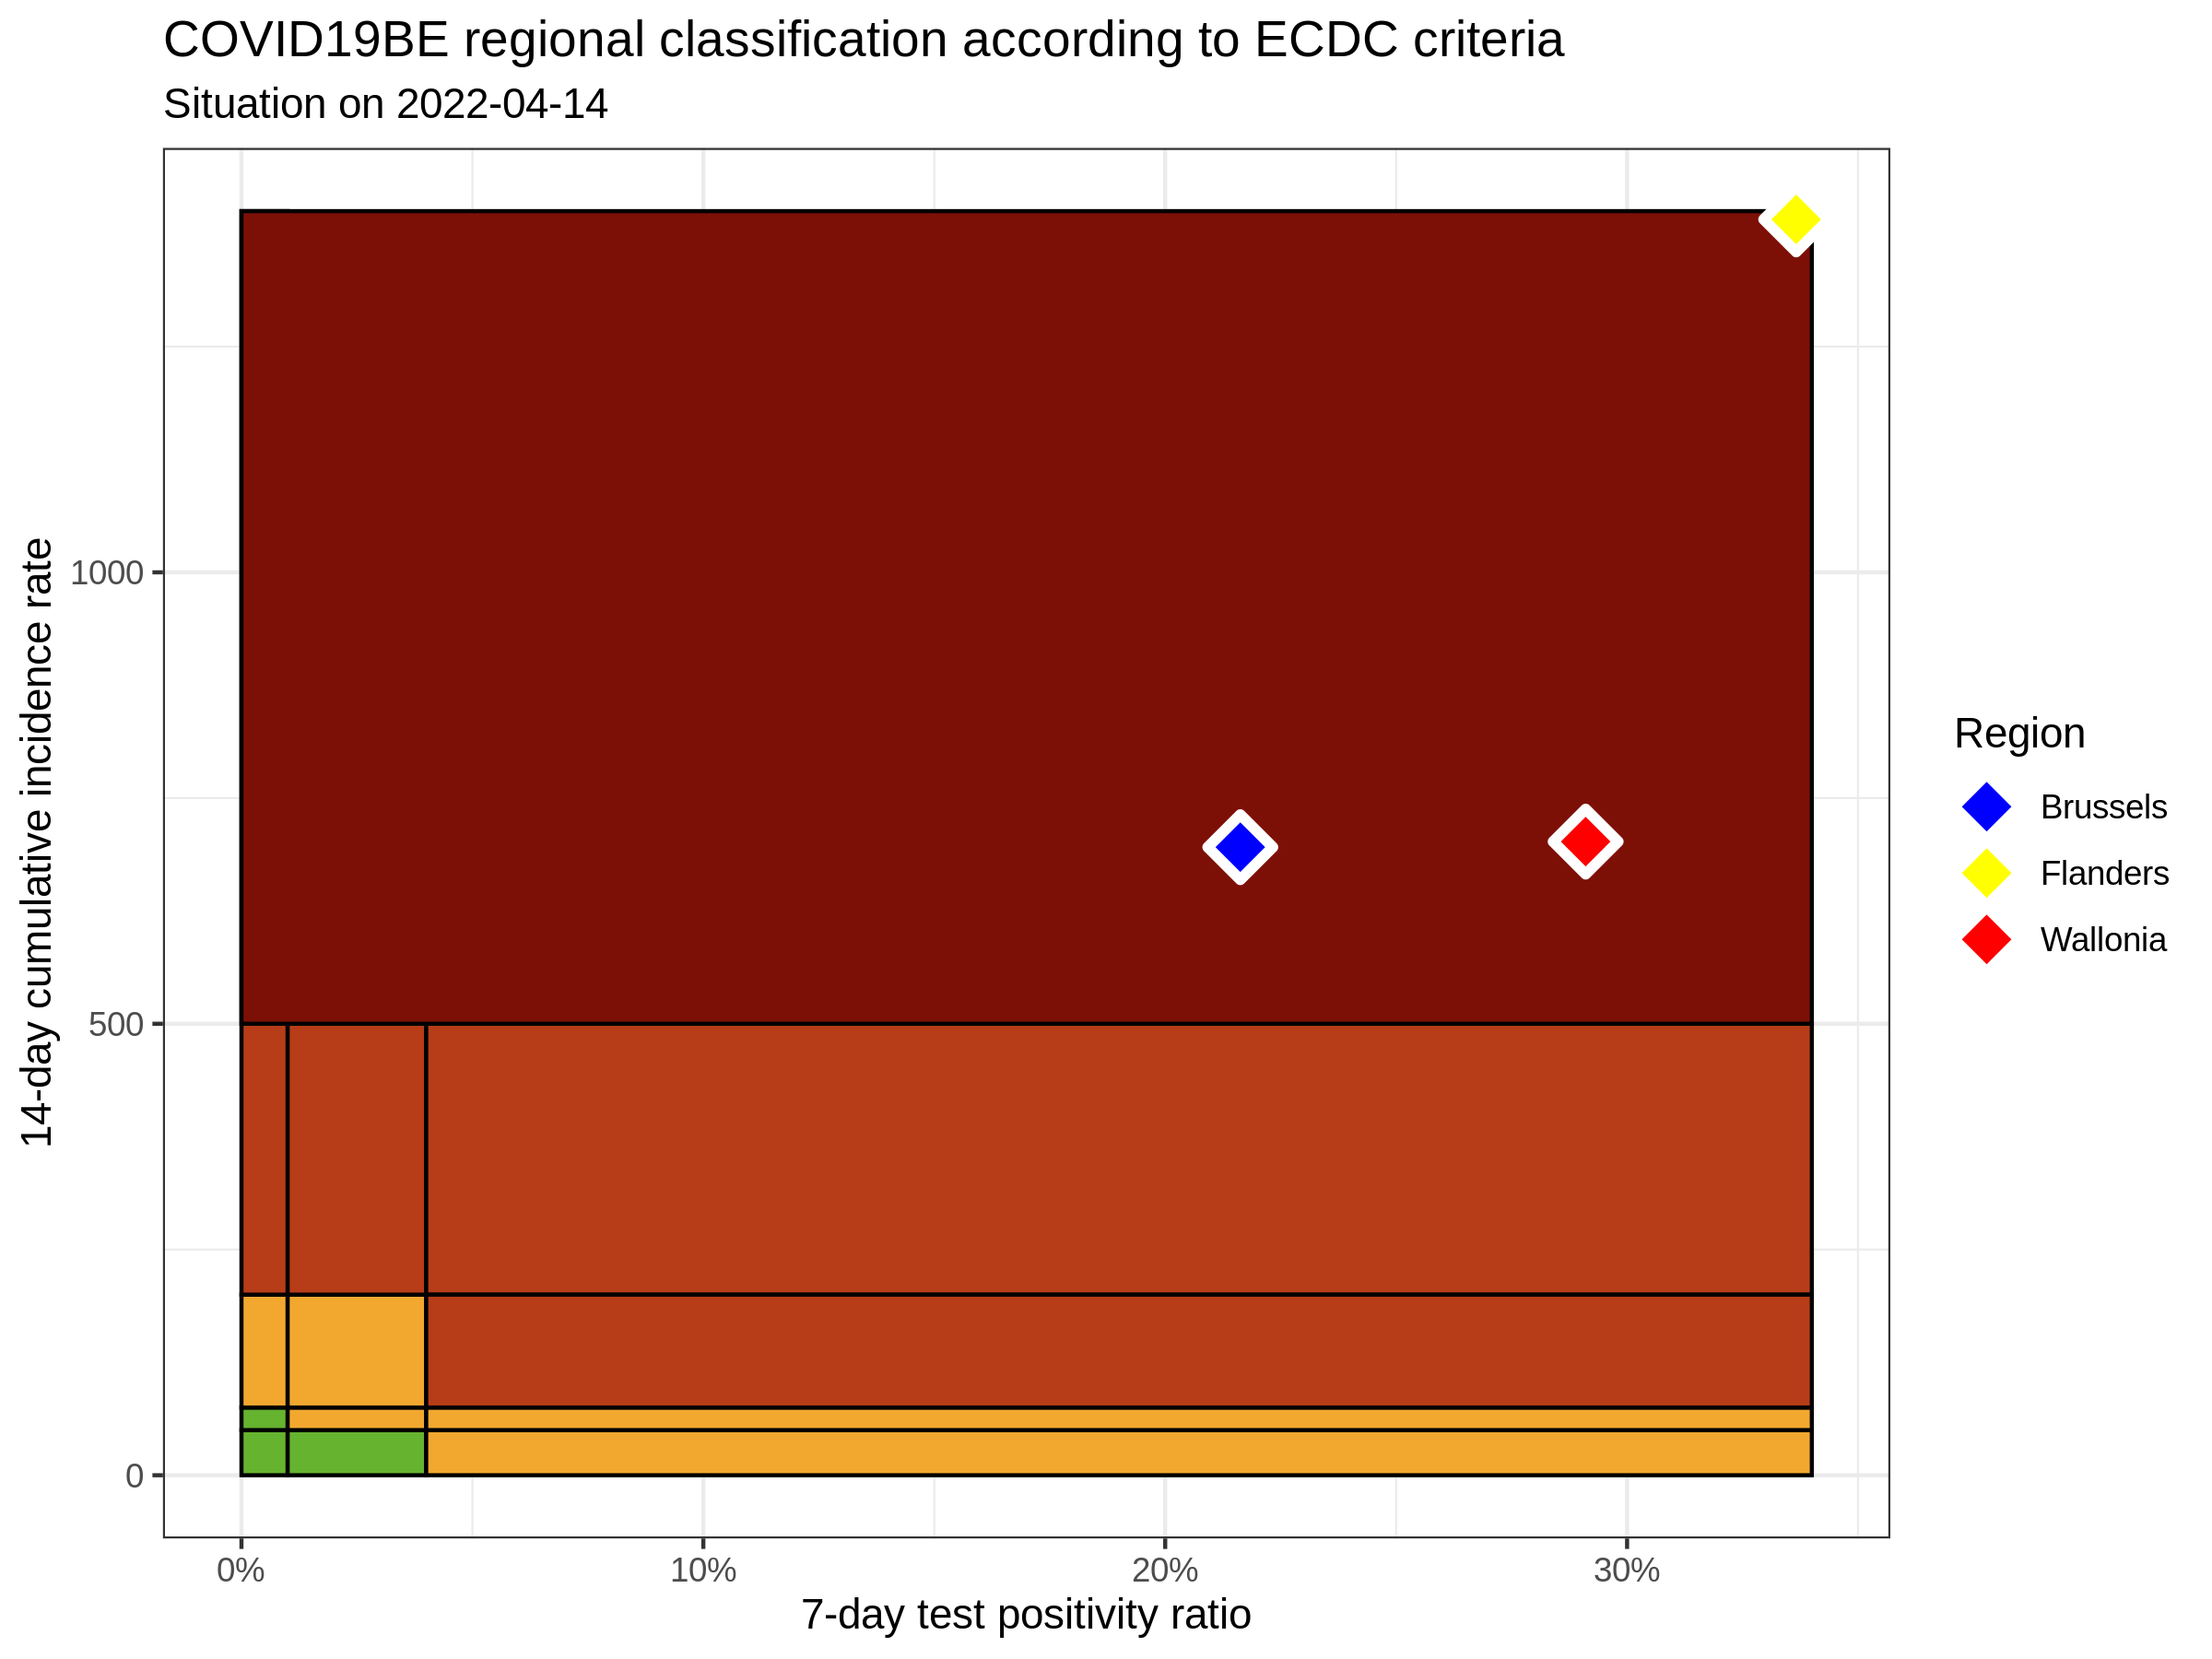 COVID19BE regional classification according to ECDC criteria
Situation on 2022-04-14
14-day cumulative incidence rate
1000
500
0
0%
10%
20%
30%
7-day test positivity ratio
Region
Brussels
Flanders
Wallonia